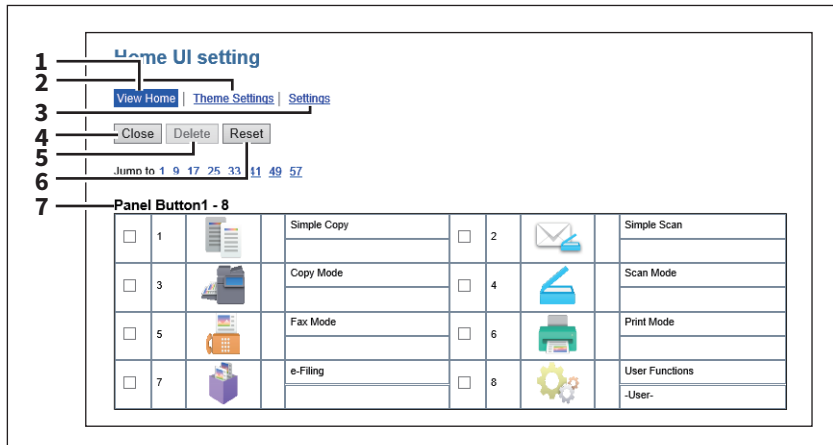 Home UI setting
1
2
View Home | Theme Settings | Settings
3
Close Delete Reset
4
5
6
Jump to 1 9 17 25 33 41 49 57
7
Panel Button1 - 8
1 Simple Copy 2 Simple Scan
3 Copy Mode 4 Scan Mode
5 Fax Mode 6 Print Mode
7 e-Filing 8 User Functions
-User-